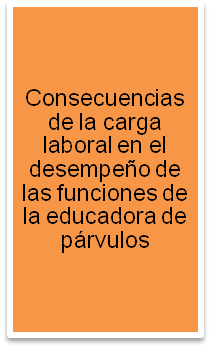 Consecuencias
de la carga
laboral en el
desempeño de
las funciones de
la educadora de
párvulos